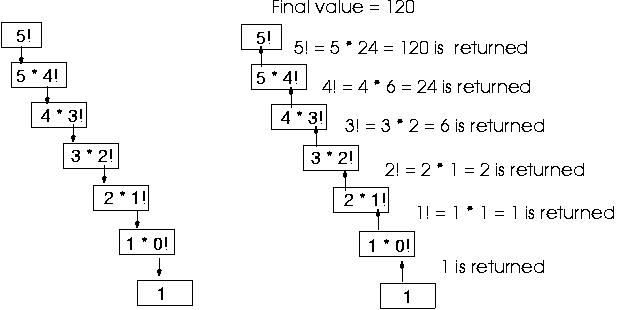 Final value = 120
5!
5 * 4!
4 * 3!
3 * 2!
2 * 1!
1 * 0!
1
5!
5! = 5 * 24 = 120 is returned
5 * 4!
4! = 4 * 6 = 24 is returned
4 * 3!
3! = 3 * 2 = 6 is returned
3 * 2!
2! = 2 * 1 = 2 is returned
2 * 1!
1! = 1 * 1 = 1 is returned
1 * 0!
1 is returned
1